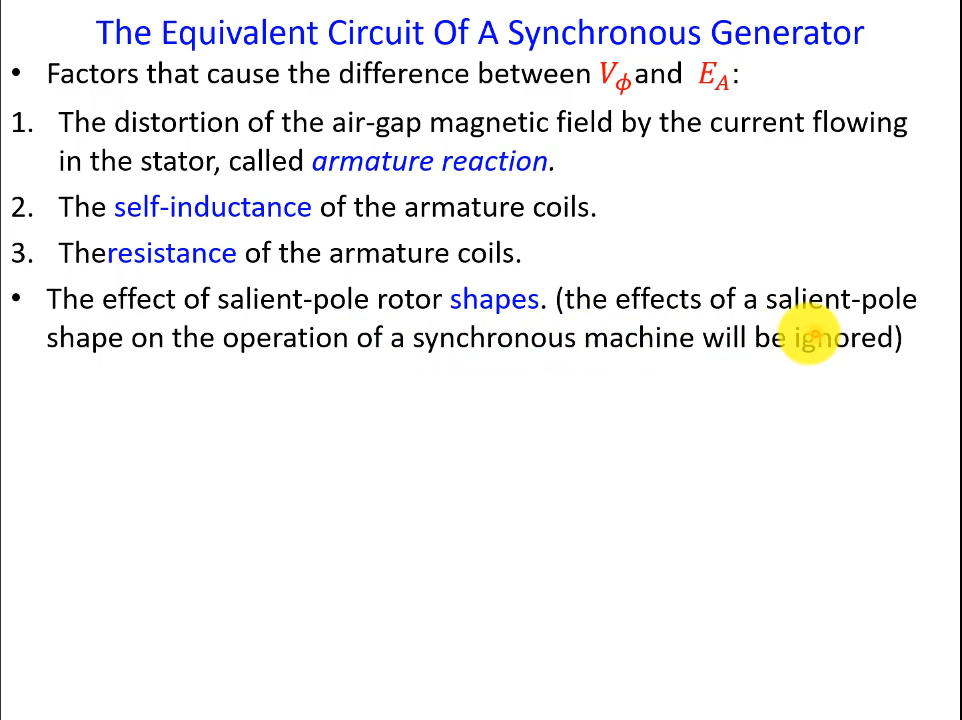 The Equivalent Circuit Of A Synchronous Generator
• Factors that cause the difference between V_ϕ and E_A:
1. The distortion of the air-gap magnetic field by the current flowing
in the stator, called armature reaction.
2. The self-inductance of the armature coils.
3. Theresistance of the armature coils.
• The effect of salient-pole rotor shapes. (the effects of a salient-pole
shape on the operation of a synchronous machine will be ignored)